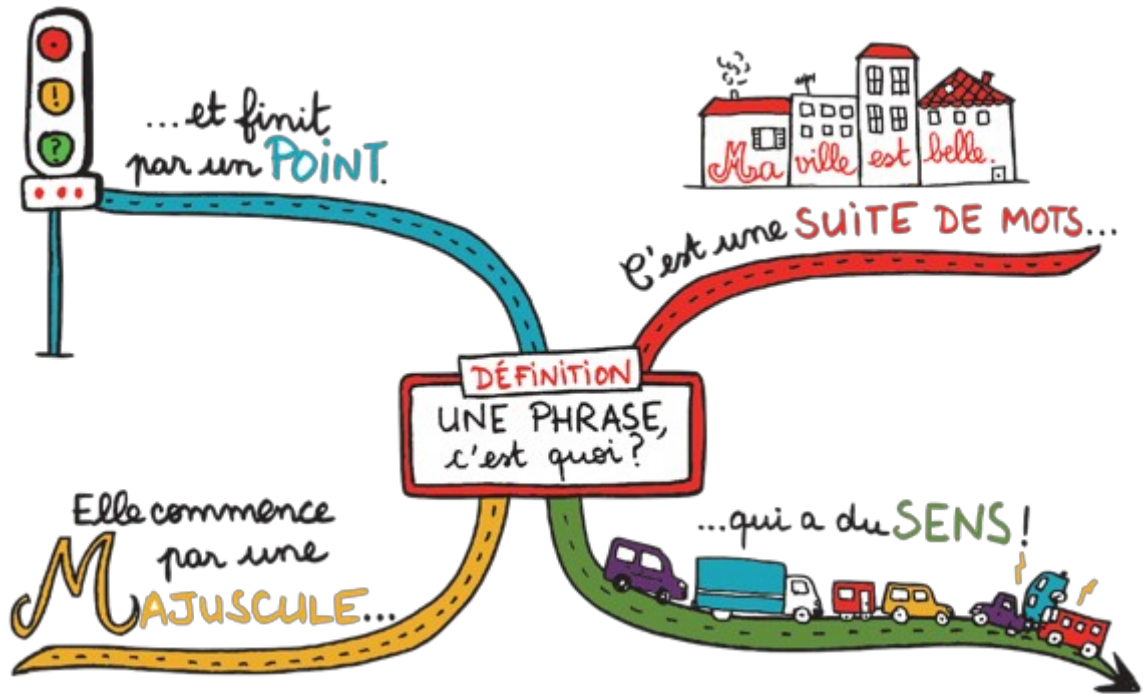 DÉFINITION
UNE PHRASE,
c'est quoi ?
Ma ville est belle.
C'est une SUITE DE MOTS...
...qui a du SENS !
Elle commence
par une
MAJUSCULE...
...et finit
par un POINT.
!
?